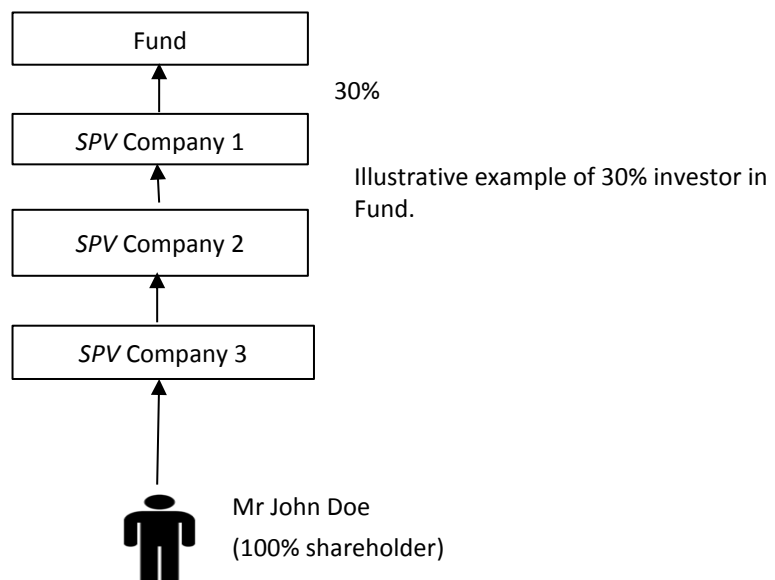 Fund
30%
SPV Company 1
Illustrative example of 30% investor in
Fund.
SPV Company 2
SPV Company 3
Mr John Doe
(100% shareholder)